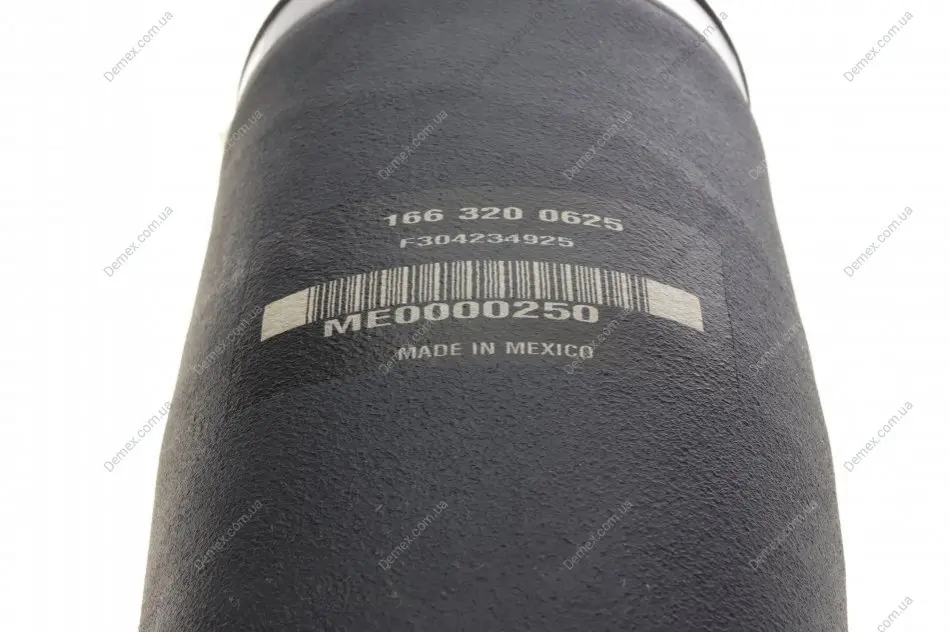 166 320 0625
F304234925
ME0000250
MADE IN MEXICO
Demex.com.ua